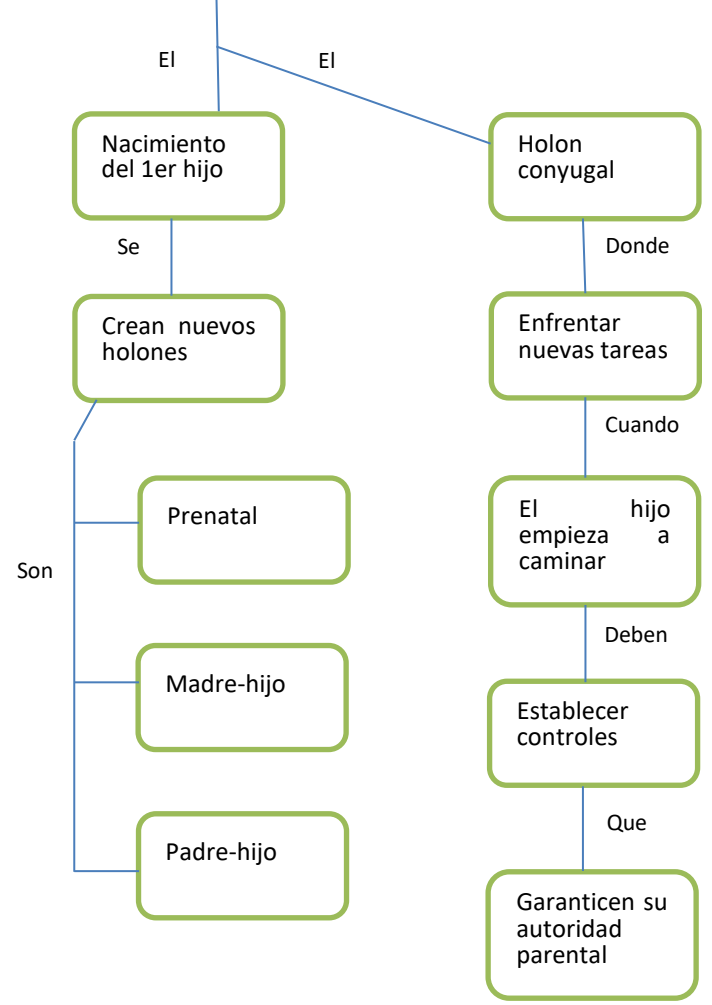 El
El
Nacimiento
del 1er hijo
Holon
conyugal
Se
Donde
Crean nuevos
holones
Enfrentar
nuevas tareas
Cuando
Prenatal
El hijo
empieza a
caminar
Son
Deben
Madre-hijo
Establecer
controles
Que
Padre-hijo
Garanticen su
autoridad
parental